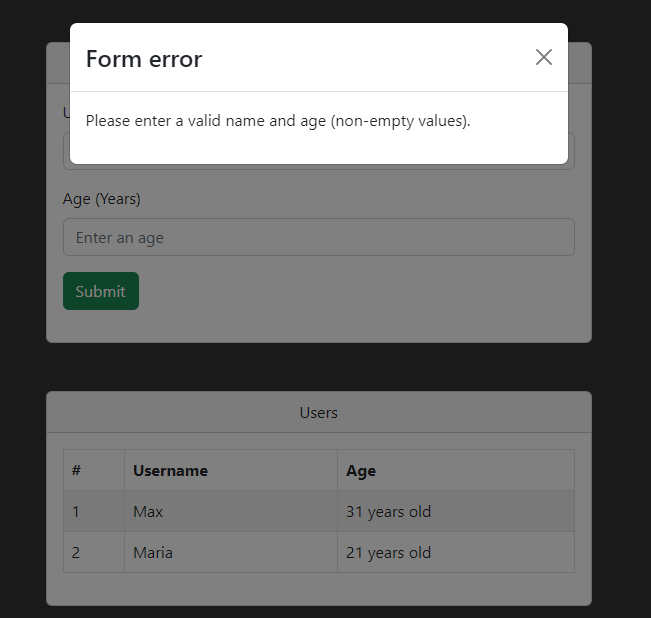 Form error
Please enter a valid name and age (non-empty values).
Age (Years)
Enter an age
Submit
Users
# Username Age
1 Max 31 years old
2 Maria 21 years old